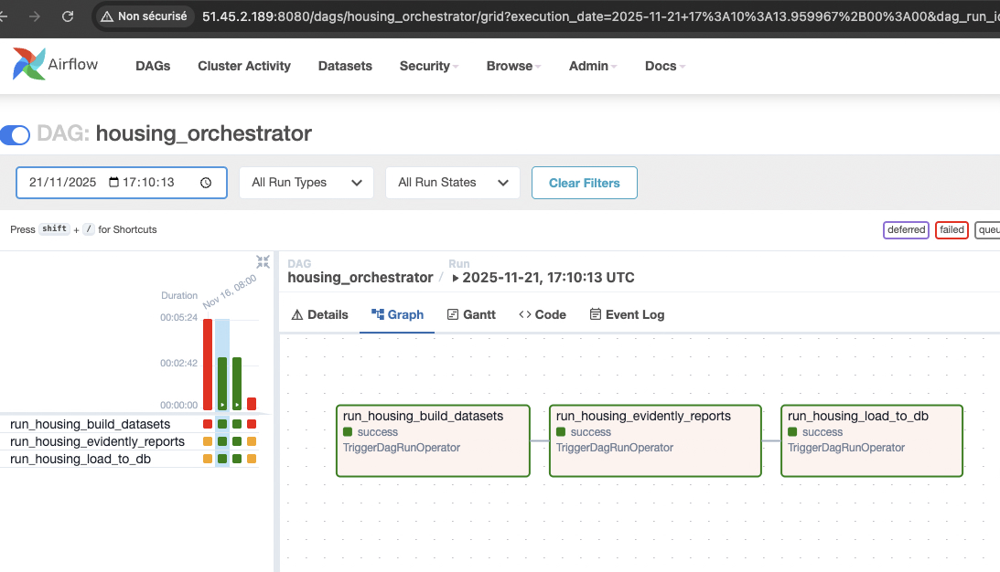 Non sécurisé 51.45.2.189:8080/dags/housing_orchestrator/grid?execution_date=2025-11-21+17%3A10%3A13.959967%2B00%3A00&dag_run_i
Airflow DAGs Cluster Activity Datasets Security Browse Admin Docs
DAG: housing_orchestrator
21/11/2025 17:10:13 All Run Types All Run States Clear Filters
Press shift + / for Shortcuts deferred failed queu
DAG Run
housing_orchestrator / 2025-11-21, 17:10:13 UTC
Nov 16, 08:00
Duration
Details Graph Gantt Code Event Log
00:05:24
00:02:42
00:00:00
run_housing_build_datasets
run_housing_evidently_reports
run_housing_load_to_db
run_housing_build_datasets
success
TriggerDagRunOperator
run_housing_evidently_reports
success
TriggerDagRunOperator
run_housing_load_to_db
success
TriggerDagRunOperator